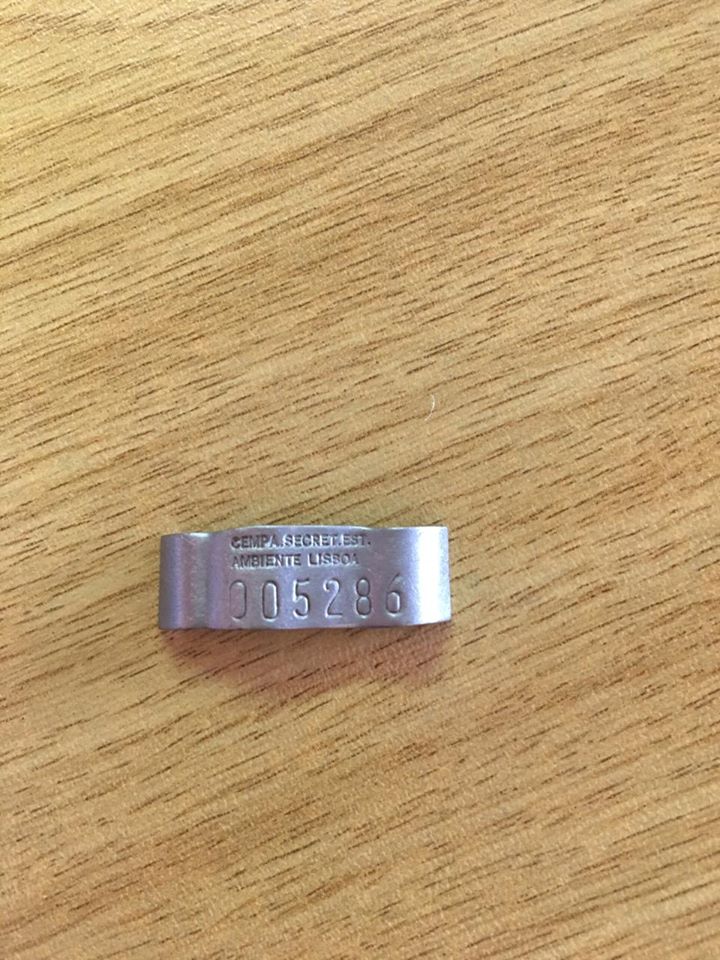 CEMPA.SECRET.EST.
AMBIENTE LISBOA
005286